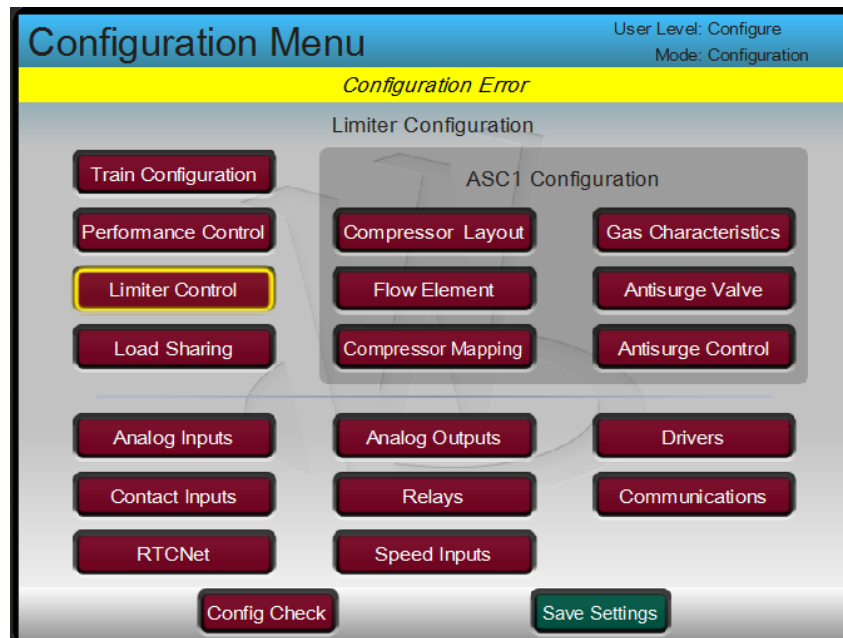 Configuration Menu
User Level: Configure
Mode: Configuration
Configuration Error
Limiter Configuration
Train Configuration
ASC1 Configuration
Performance Control
Compressor Layout
Gas Characteristics
Limiter Control
Flow Element
Antisurge Valve
Load Sharing
Compressor Mapping
Antisurge Control
Analog Inputs
Analog Outputs
Drivers
Contact Inputs
Relays
Communications
RTCNet
Speed Inputs
Config Check
Save Settings